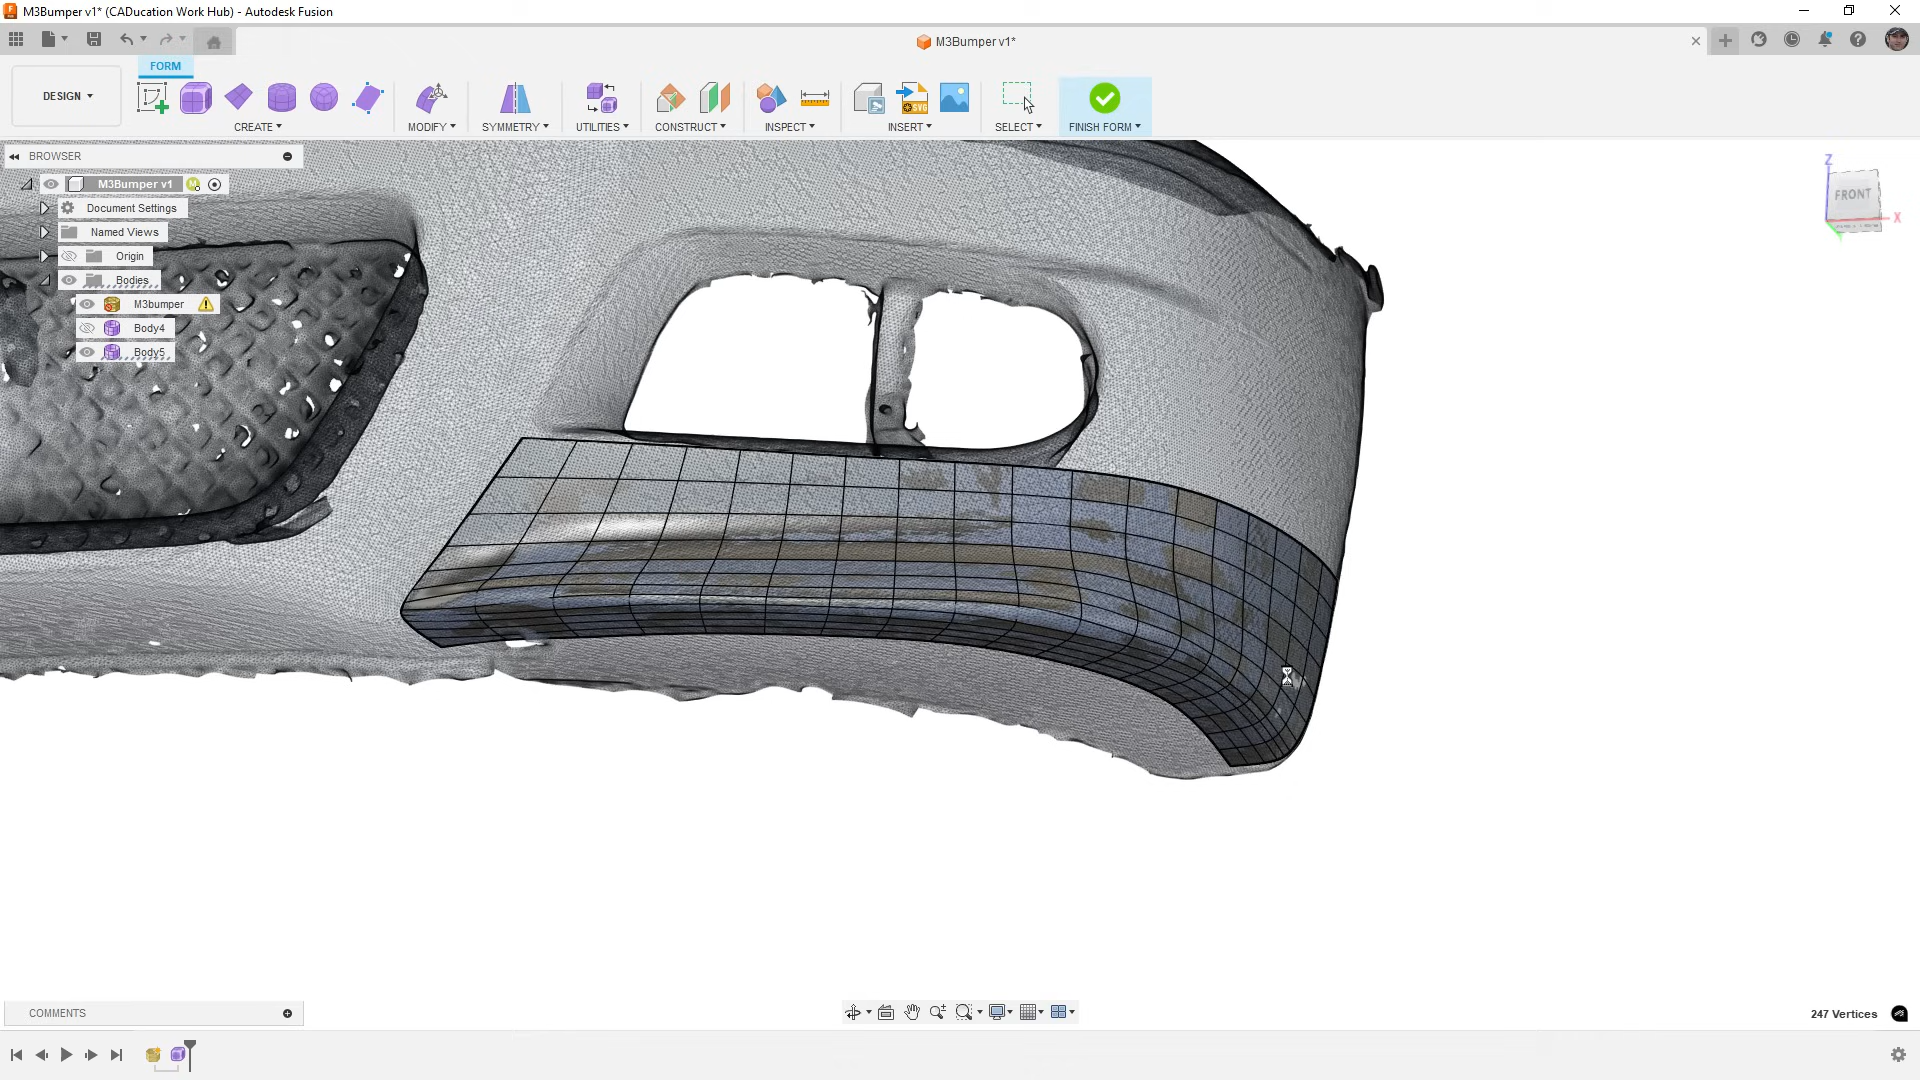 M3Bumper v1* (CADucation Work Hub) - Autodesk Fusion
M3Bumper v1*
FORM
DESIGN
CREATE
MODIFY
SYMMETRY
UTILITIES
CONSTRUCT
INSPECT
INSERT
SELECT
FINISH FORM
BROWSER
M3Bumper v1
Document Settings
Named Views
Origin
Bodies
M3bumper
Body4
Body5
Z
FRONT
X
COMMENTS
247 Vertices